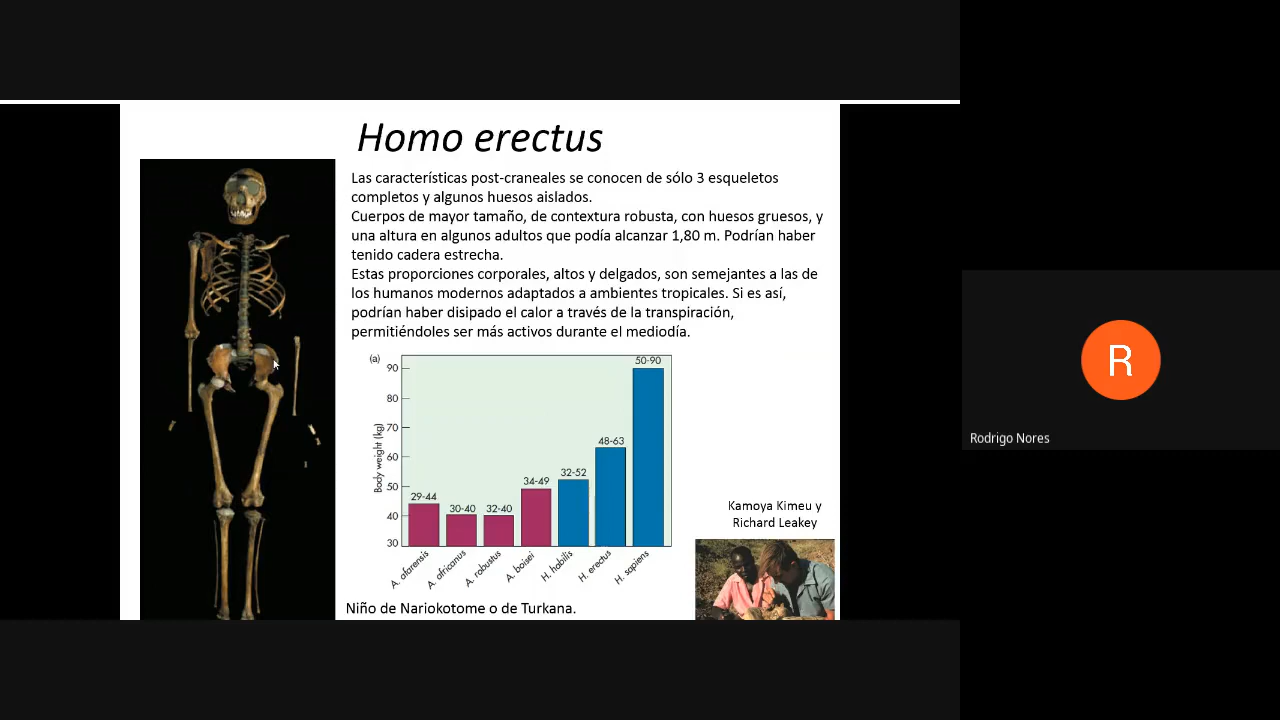 Homo erectus
Las características post-craneales se conocen de sólo 3 esqueletos
completos y algunos huesos aislados.
Cuerpos de mayor tamaño, de contextura robusta, con huesos gruesos, y
una altura en algunos adultos que podía alcanzar 1,80 m. Podrían haber
tenido cadera estrecha.
Estas proporciones corporales, altos y delgados, son semejantes a las de
los humanos modernos adaptados a ambientes tropicales. Si es así,
podrían haber disipado el calor a través de la transpiración,
permitiéndoles ser más activos durante el mediodía.
(a)
Body weight (kg)
90
80
70
60
50
40
30
29-44
30-40
32-40
34-49
32-52
48-63
50-90
A. afarensis
A. africanus
A. robustus
A. boisei
H. habilis
H. erectus
H. sapiens
Kamoya Kimeu y
Richard Leakey
Niño de Nariokotome o de Turkana.
R
Rodrigo Nores